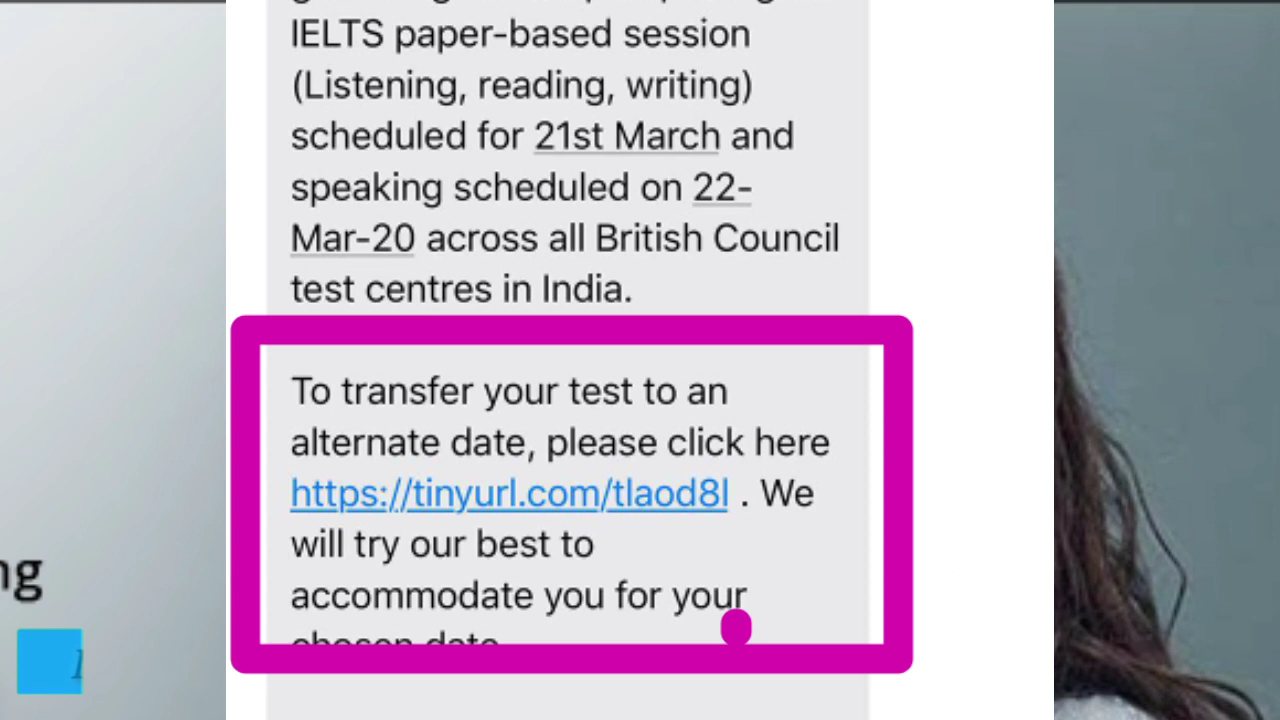 IELTS paper-based session
(Listening, reading, writing)
scheduled for 21st March and
speaking scheduled on 22-
Mar-20 across all British Council
test centres in India.
To transfer your test to an
alternate date, please click here
https://tinyurl.com/tlaod8l . We
will try our best to
accommodate you for your
chosen date
ng